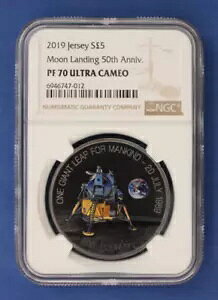 2019 Jersey S£5
Moon Landing 50th Anniv.
PF 70 ULTRA CAMEO
6946747-012
NUMISMATIC GUARANTY COMPANY
NGC
ONE GIANT LEAP FOR MANKIND - 20 JULY 1969